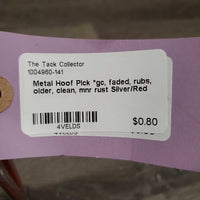 The Tack Collector
1004960-141
Metal Hoof Pick *gc, faded, rubs,
older, clean, mnr rust Silver/Red
$0.80
4VELDS